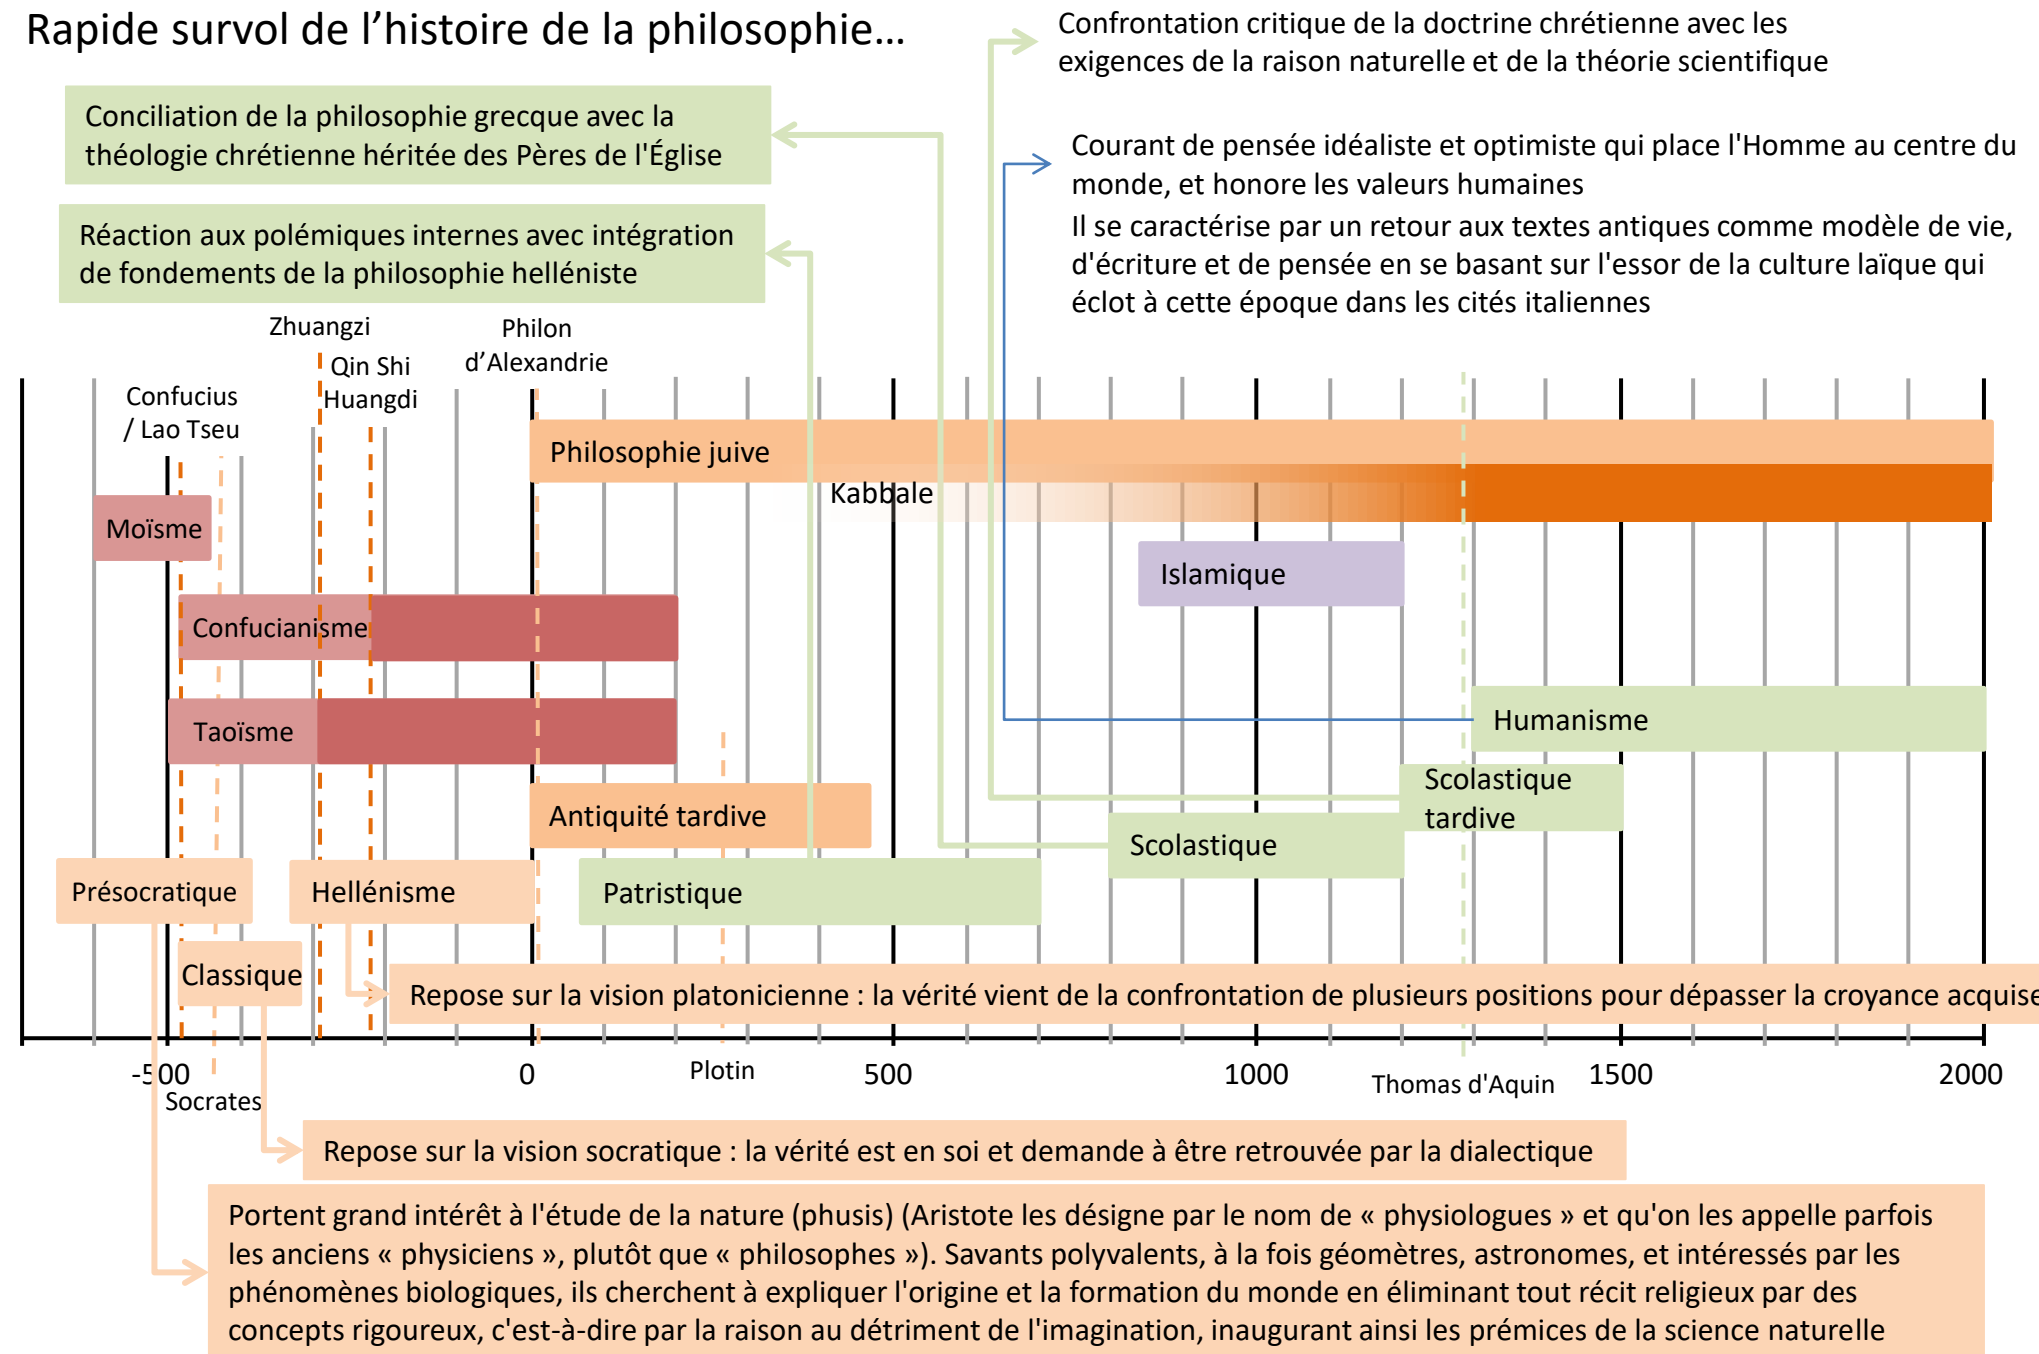 Rapide survol de l’histoire de la philosophie…
Confrontation critique de la doctrine chrétienne avec les
exigences de la raison naturelle et de la théorie scientifique
Conciliation de la philosophie grecque avec la
théologie chrétienne héritée des Pères de l'Église
Courant de pensée idéaliste et optimiste qui place l'Homme au centre du
monde, et honore les valeurs humaines
Il se caractérise par un retour aux textes antiques comme modèle de vie,
d'écriture et de pensée en se basant sur l'essor de la culture laïque qui
éclot à cette époque dans les cités italiennes
Réaction aux polémiques internes avec intégration
de fondements de la philosophie helléniste
Zhuangzi
Qin Shi
Huangdi
Philon
d’Alexandrie
Confucius
/ Lao Tseu
Philosophie juive
Kabbale
Moïsme
Islamique
Confucianisme
Taoïsme
Humanisme
Scolastique
tardive
Antiquité tardive
Scolastique
Présocratique
Hellénisme
Patristique
Classique
Repose sur la vision platonicienne : la vérité vient de la confrontation de plusieurs positions pour dépasser la croyance acquise
-500
0
Plotin
500
1000
Thomas d'Aquin
1500
2000
Socrates
Repose sur la vision socratique : la vérité est en soi et demande à être retrouvée par la dialectique
Portent grand intérêt à l'étude de la nature (phusis) (Aristote les désigne par le nom de « physiologues » et qu'on les appelle parfois
les anciens « physiciens », plutôt que « philosophes »). Savants polyvalents, à la fois géomètres, astronomes, et intéressés par les
phénomènes biologiques, ils cherchent à expliquer l'origine et la formation du monde en éliminant tout récit religieux par des
concepts rigoureux, c'est-à-dire par la raison au détriment de l'imagination, inaugurant ainsi les prémices de la science naturelle